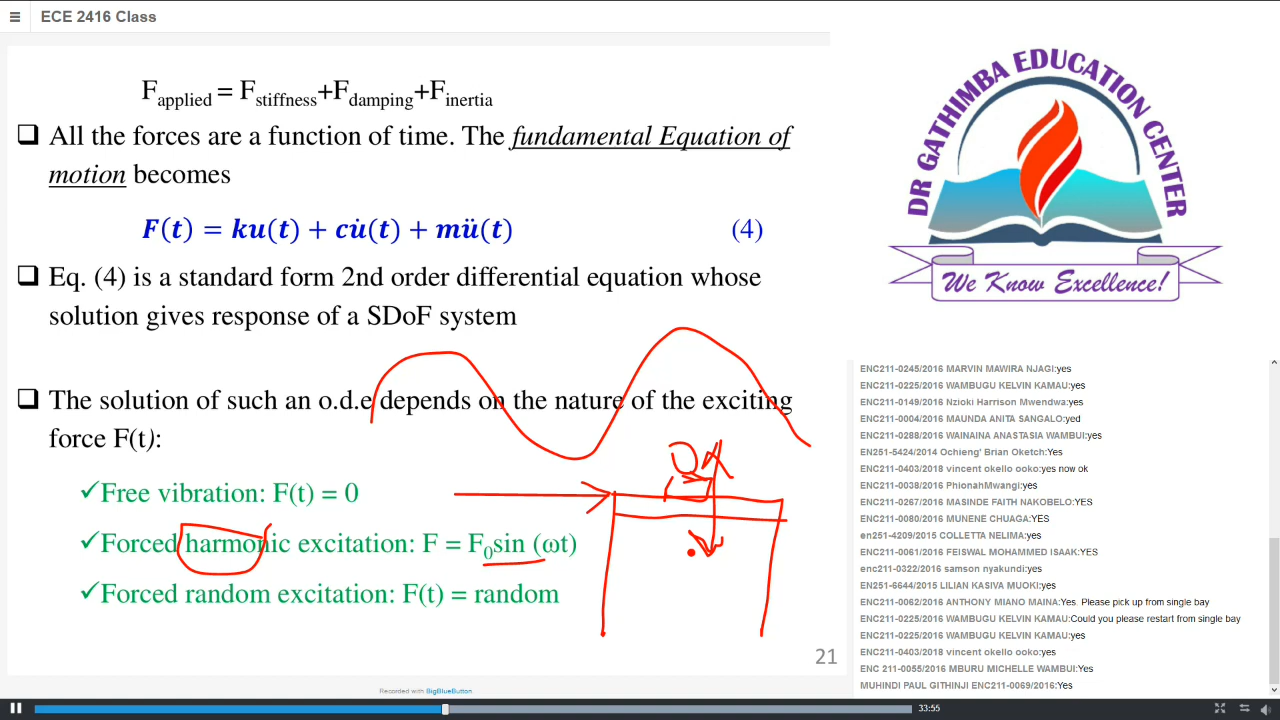 ECE 2416 Class
F_applied = F_stiffness+F_damping+F_inertia
❑ All the forces are a function of time. The fundamental Equation of
motion becomes
F(t) = ku(t) + cu̇(t) + mü(t) (4)
❑ Eq. (4) is a standard form 2nd order differential equation whose
solution gives response of a SDoF system
❑ The solution of such an o.d.e depends on the nature of the exciting
force F(t):
✓Free vibration: F(t) = 0
✓Forced harmonic excitation: F = F₀sin (ωt)
✓Forced random excitation: F(t) = random
21
Recorded with BigBlueButton
DR GATHIMBA EDUCATION CENTER
We Know Excellence!
ENC211-0245/2016 MARVIN MAWIRA NJAGI:yes
ENC211-0225/2016 WAMBUGU KELVIN KAMAU:yes
ENC211-0149/2016 Nzioki Harrison Mwendwa:yes
ENC211-0004/2016 MAUNDA ANITA SANGALO:yed
ENC211-0288/2016 WAINAINA ANASTASIA WAMBUI:yes
EN251-5424/2014 Ochieng' Brian Oketch:Yes
ENC211-0403/2018 vincent okello ooko:yes now ok
ENC211-0038/2016 PhionahMwangi:yes
ENC211-0267/2016 MASINDE FAITH NAKOBELO:YES
ENC211-0080/2016 MUNENE CHUAGA:YES
en251-4209/2015 COLLETTA NELIMA:yes
ENC211-0061/2016 FEISWAL MOHAMMED ISAAK:YES
enc211-0322/2016 samson nyakundi:yes
EN251-6644/2015 LILIAN KASIVA MUOKI:yes
ENC211-0062/2016 ANTHONY MIANO MAINA:Yes. Please pick up from single bay
ENC211-0225/2016 WAMBUGU KELVIN KAMAU:Could you please restart from single bay
ENC211-0225/2016 WAMBUGU KELVIN KAMAU:yes
ENC211-0403/2018 vincent okello ooko:yes
ENC 211-0055/2016 MBURU MICHELLE WAMBUI:Yes
MUHINDI PAUL GITHINJI ENC211-0069/2016:Yes
33:55